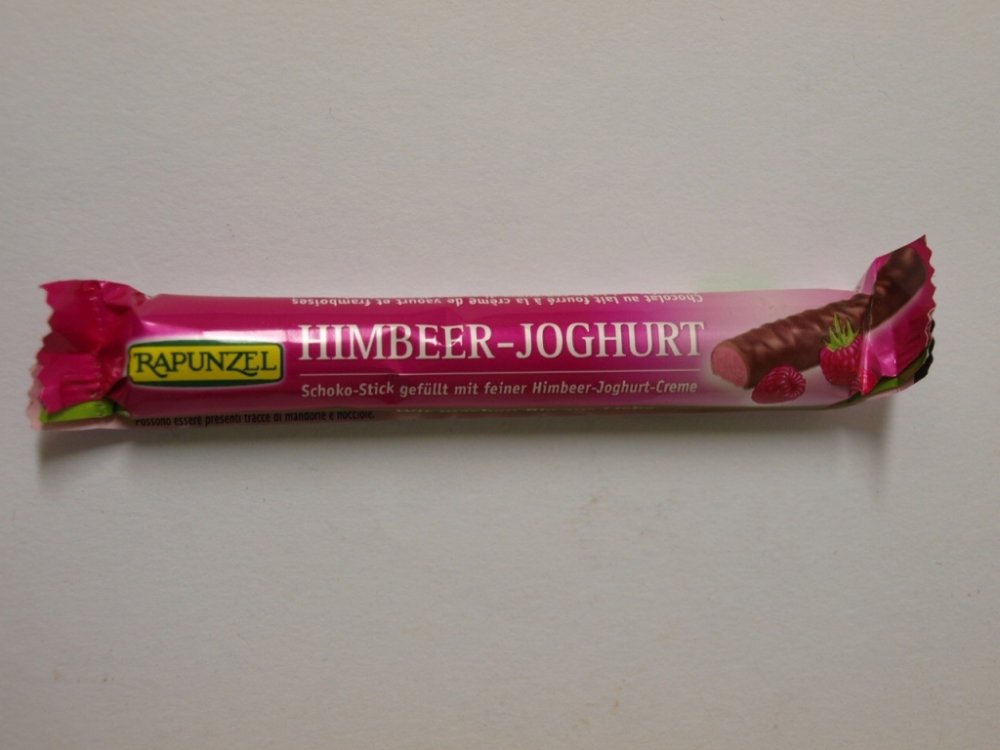 Chocolat au lait fourré à la crème de yaourt et framboises
RAPUNZEL
HIMBEER-JOGHURT
Schoko-Stick gefüllt mit feiner Himbeer-Joghurt-Creme
Possono essere presenti tracce di mandorle e nocciole.